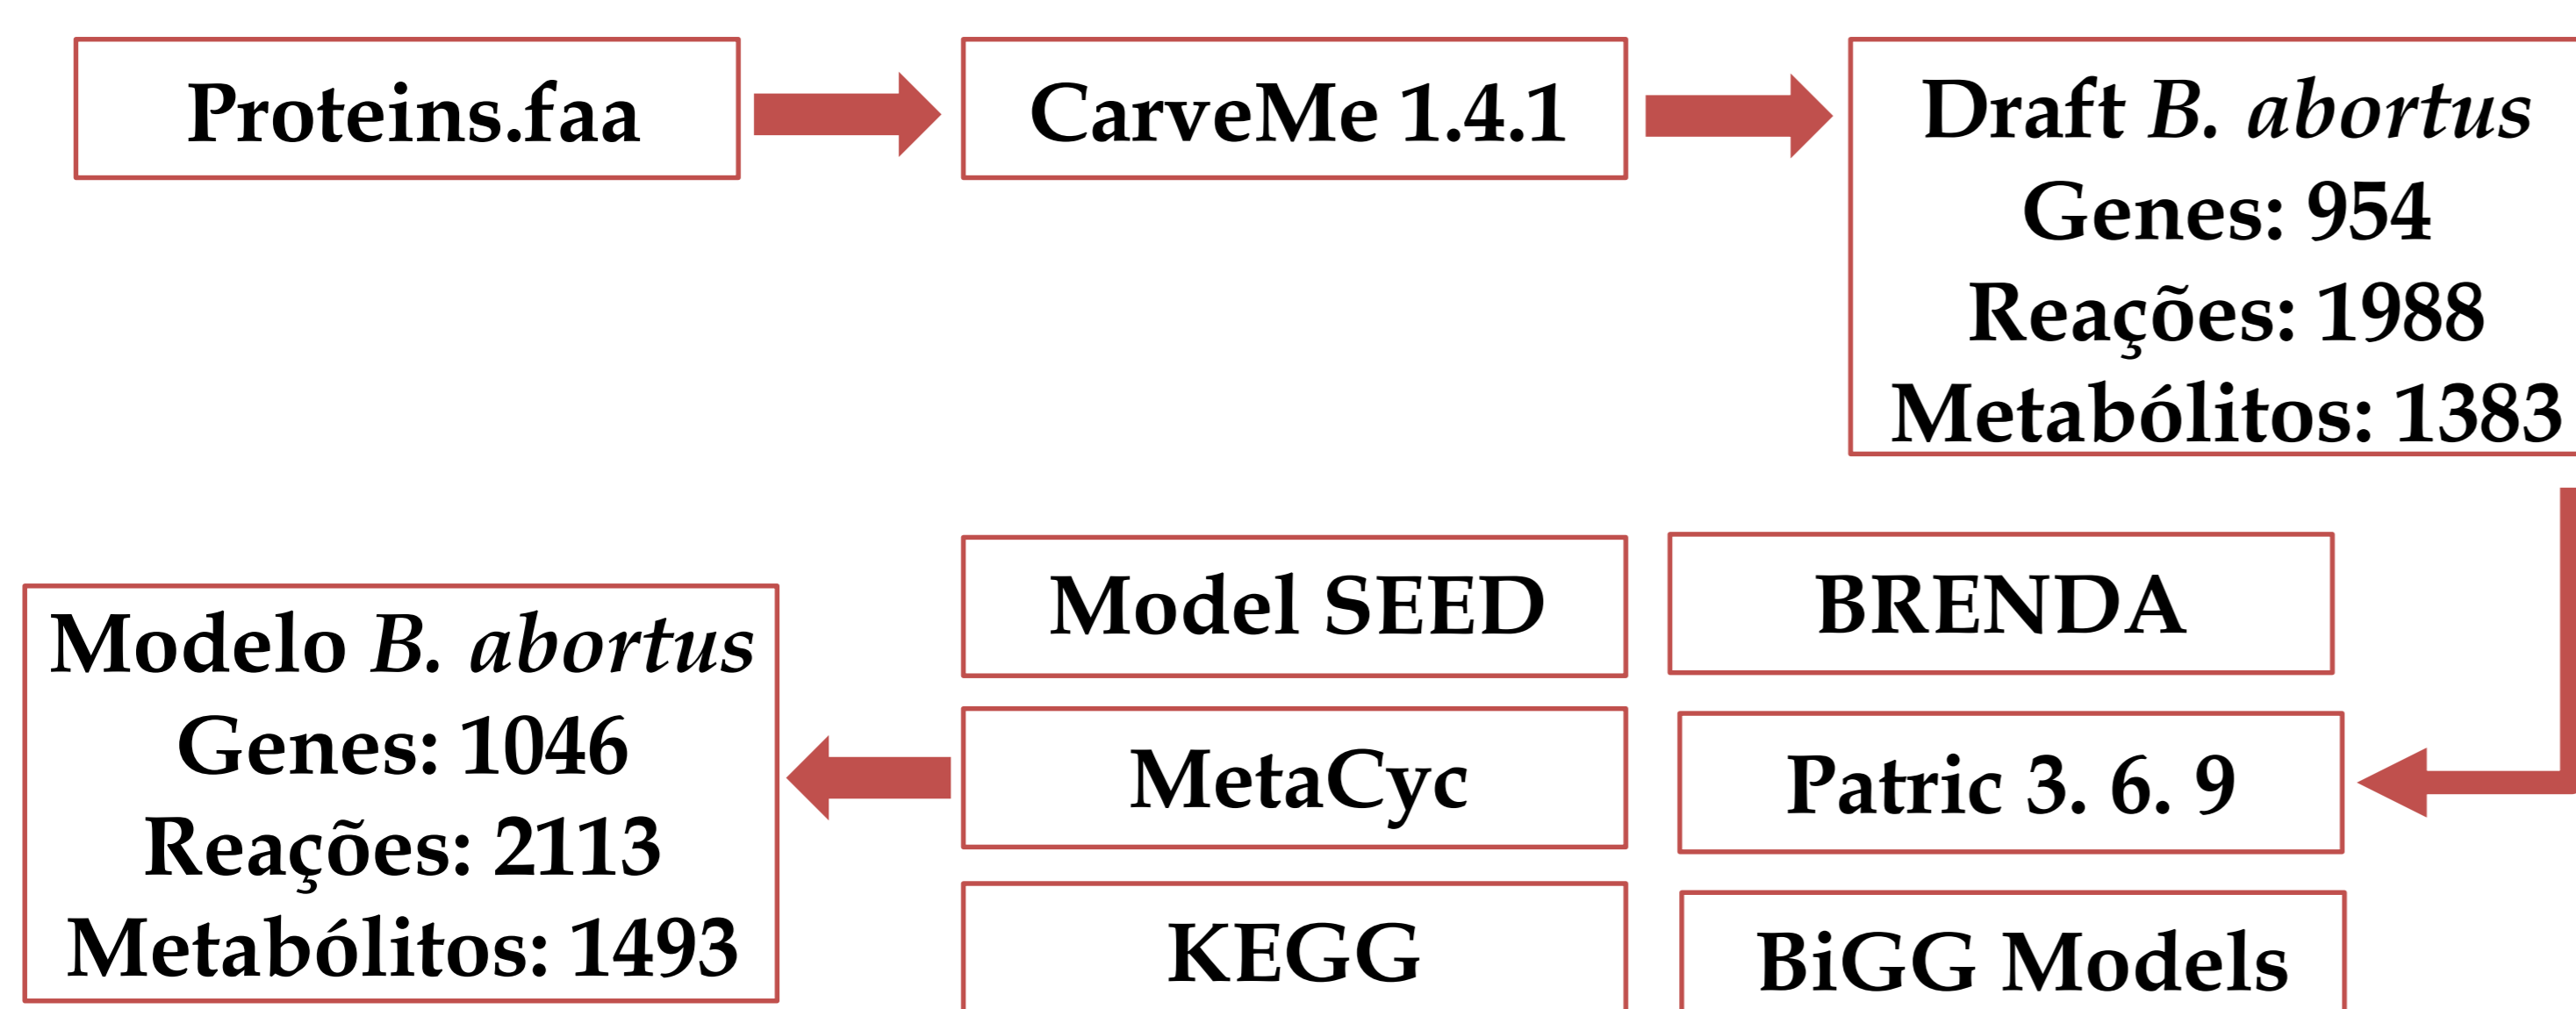 Proteins.faa
CarveMe 1.4.1
Draft B. abortus
Genes: 954
Reações: 1988
Metabólitos: 1383
Model SEED
BRENDA
Modelo B. abortus
Genes: 1046
Reações: 2113
Metabólitos: 1493
MetaCyc
Patric 3. 6. 9
KEGG
BiGG Models